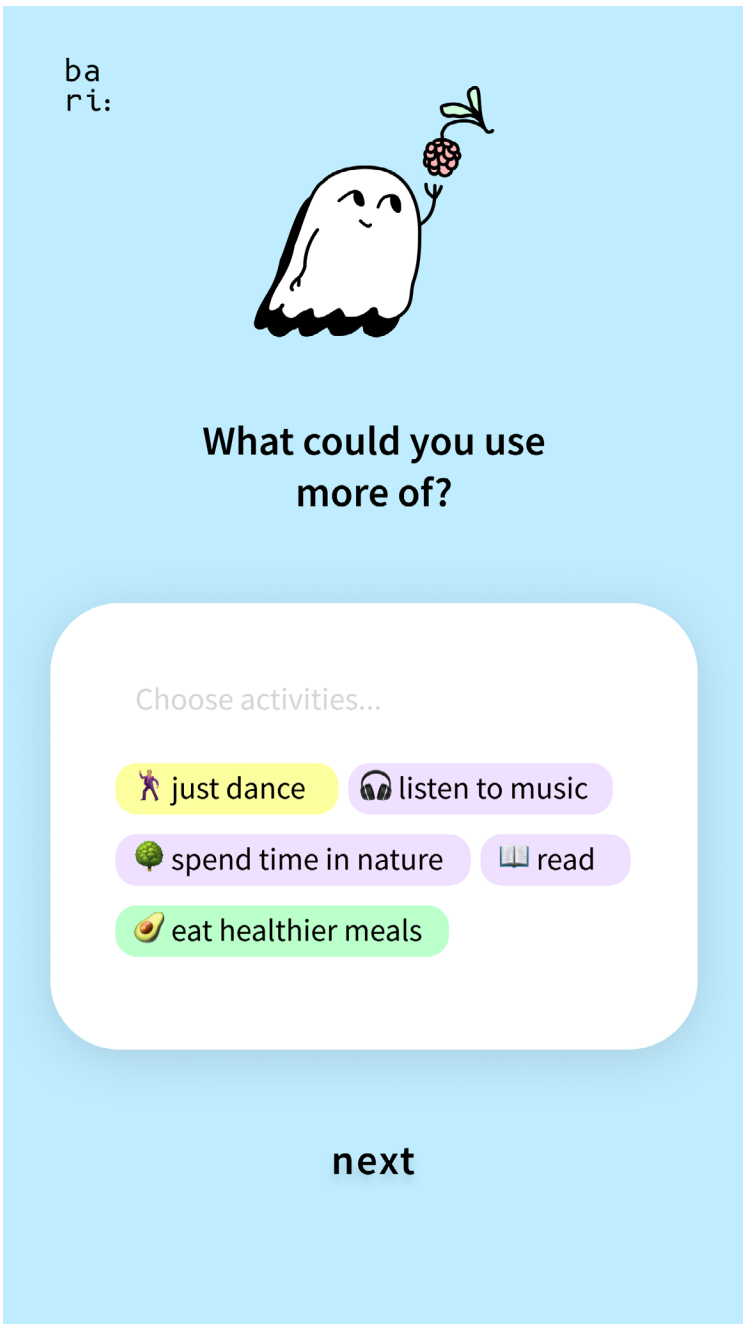 ba
ri:
What could you use
more of?
Choose activities...
just dance
listen to music
spend time in nature
read
eat healthier meals
next